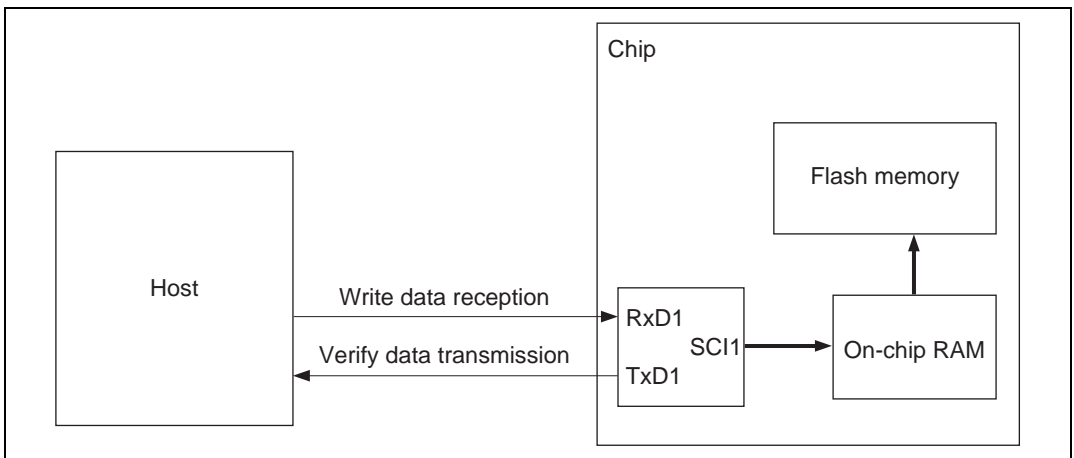 Chip
Flash memory
Host
Write data reception
RxD1
SCI1
On-chip RAM
Verify data transmission
TxD1